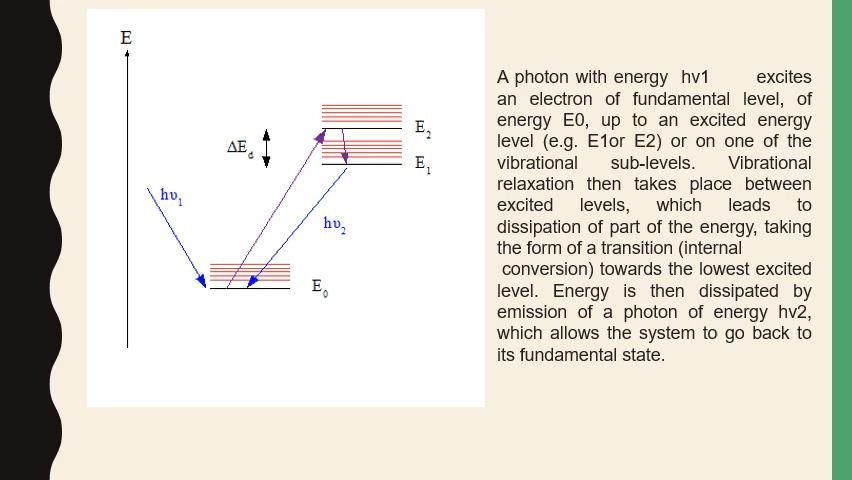 E
E₂
ΔE_d
E₁
hυ₁
hυ₂
E₀
A photon with energy hv1 excites
an electron of fundamental level, of
energy E0, up to an excited energy
level (e.g. E1or E2) or on one of the
vibrational sub-levels. Vibrational
relaxation then takes place between
excited levels, which leads to
dissipation of part of the energy, taking
the form of a transition (internal
conversion) towards the lowest excited
level. Energy is then dissipated by
emission of a photon of energy hv2,
which allows the system to go back to
its fundamental state.